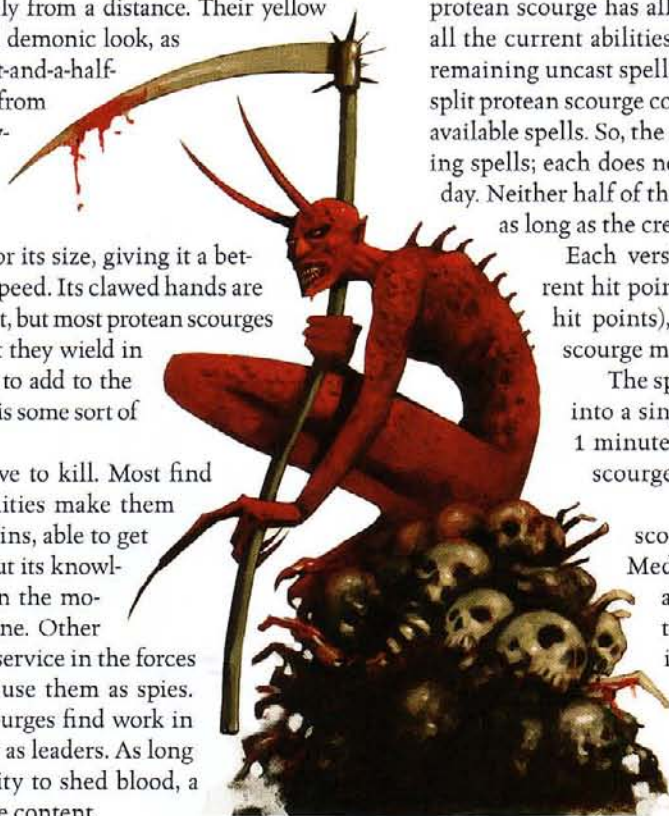 ly from a distance. Their yellow
demonic look, as
t-and-a-half-
from
y-
or its size, giving it a bet-
peed. Its clawed hands are
t, but most protean scourges
they wield in
to add to the
is some sort of
ve to kill. Most find
lities make them
ins, able to get
ut its knowl-
n the mo-
ne. Other
service in the forces
use them as spies.
urges find work in
as leaders. As long
ity to shed blood, a
e content.
protean scourge has all
all the current abilities
remaining uncast spell
split protean scourge co
available spells. So, the
ing spells; each does ne
day. Neither half of th
as long as the cre
Each vers
rent hit poin
hit points),
scourge m
The sp
into a sin
1 minute
scourge
sco
Med
a
t
i